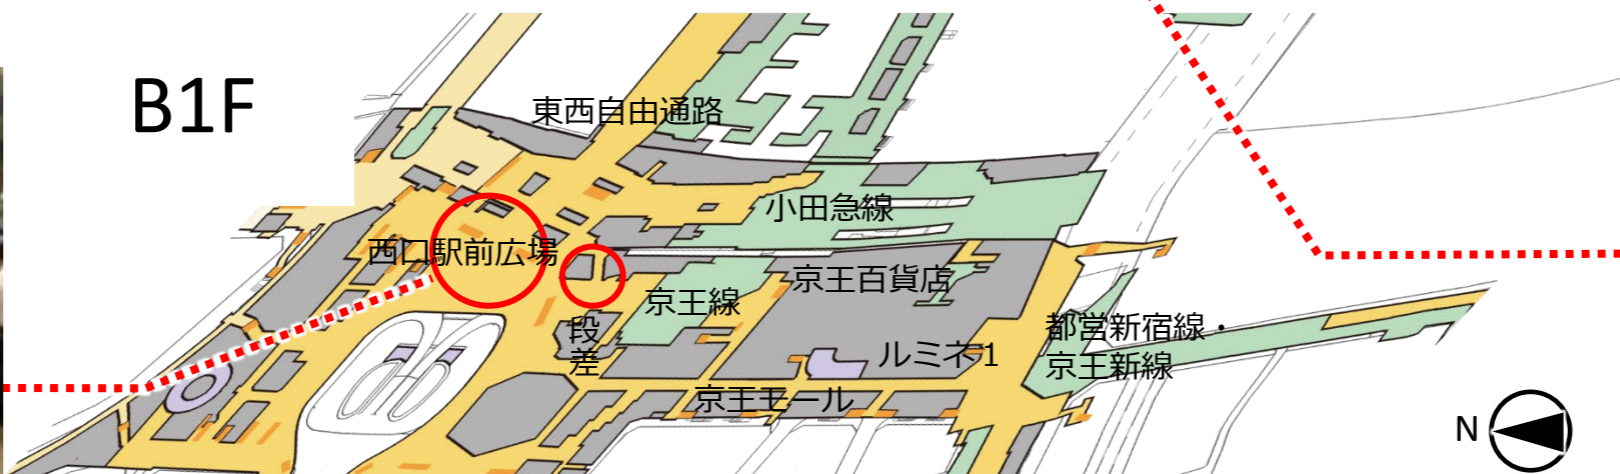 B1F
東西自由通路
小田急線
西口駅前広場
京王百貨店
京王線
段差
都営新宿線・
京王新線
ルミネ1
京王モール
N